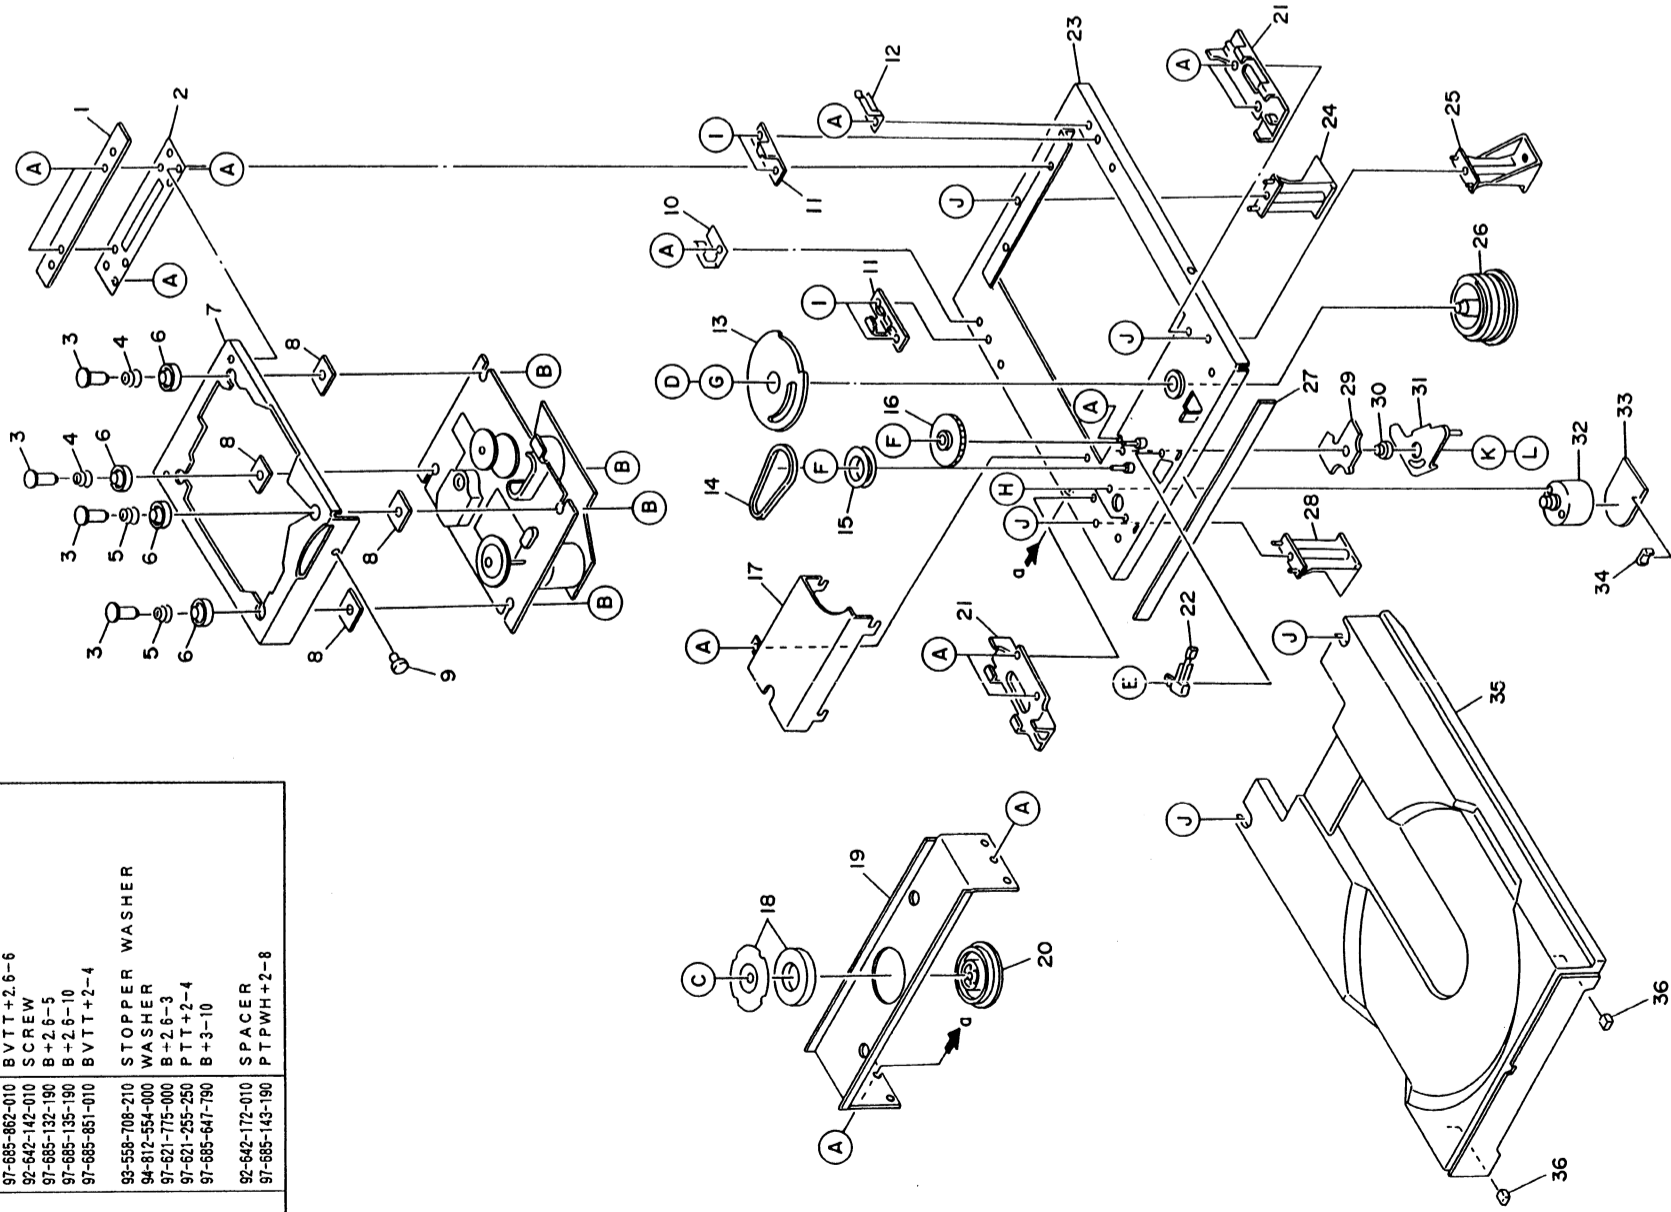 97-685-862-010 BVTT+2.6-6
92-642-142-010 SCREW
97-685-132-190 B+2.6-5
97-685-135-190 B+2.6-10
97-685-851-010 BVTT+2-4
93-558-708-210 STOPPER WASHER
94-812-554-000 WASHER
97-621-775-000 B+2.6-3
97-621-255-250 PTT+2-4
97-685-647-790 B+3-10
92-642-172-010 SPACER
97-685-143-190 PTPWH+2-8
1
2
A
A
A
3
4
6
7
8
B
3
4
6
8
B
3
5
6
8
B
3
5
6
8
B
9
10
A
11
I
12
A
11
I
13
D
G
14
15
F
16
F
17
A
18
C
19
A
A
a
20
21
A
22
E
23
J
J
A
H
J
a
21
A
24
25
26
27
28
29
30
31
K
L
32
33
34
35
J
J
36
36